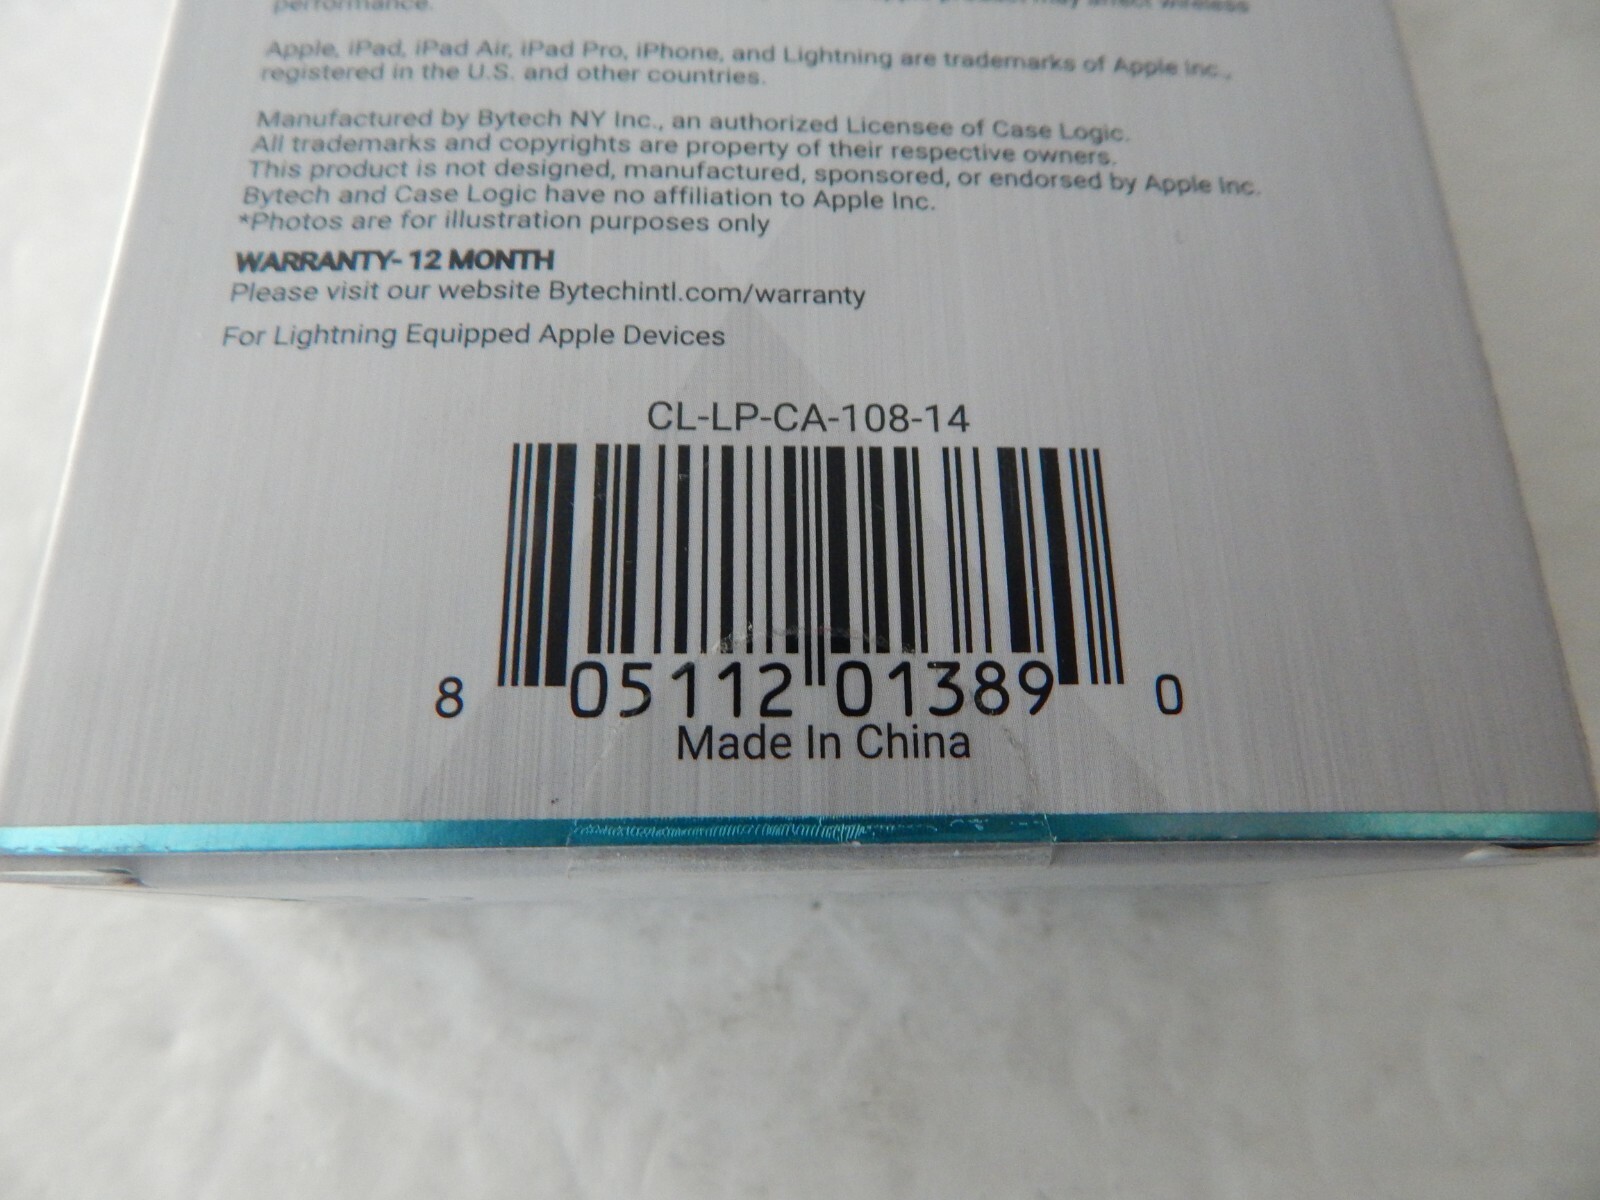 performance. product may affect wireless
Apple, iPad, iPad Air, iPad Pro, iPhone, and Lightning are trademarks of Apple Inc.,
registered in the U.S. and other countries.
Manufactured by Bytech NY Inc., an authorized Licensee of Case Logic.
All trademarks and copyrights are property of their respective owners.
This product is not designed, manufactured, sponsored, or endorsed by Apple Inc.
Bytech and Case Logic have no affiliation to Apple Inc.
*Photos are for illustration purposes only
WARRANTY- 12 MONTH
Please visit our website Bytechintl.com/warranty
For Lightning Equipped Apple Devices
CL-LP-CA-108-14
8 05112 01389 0
Made In China